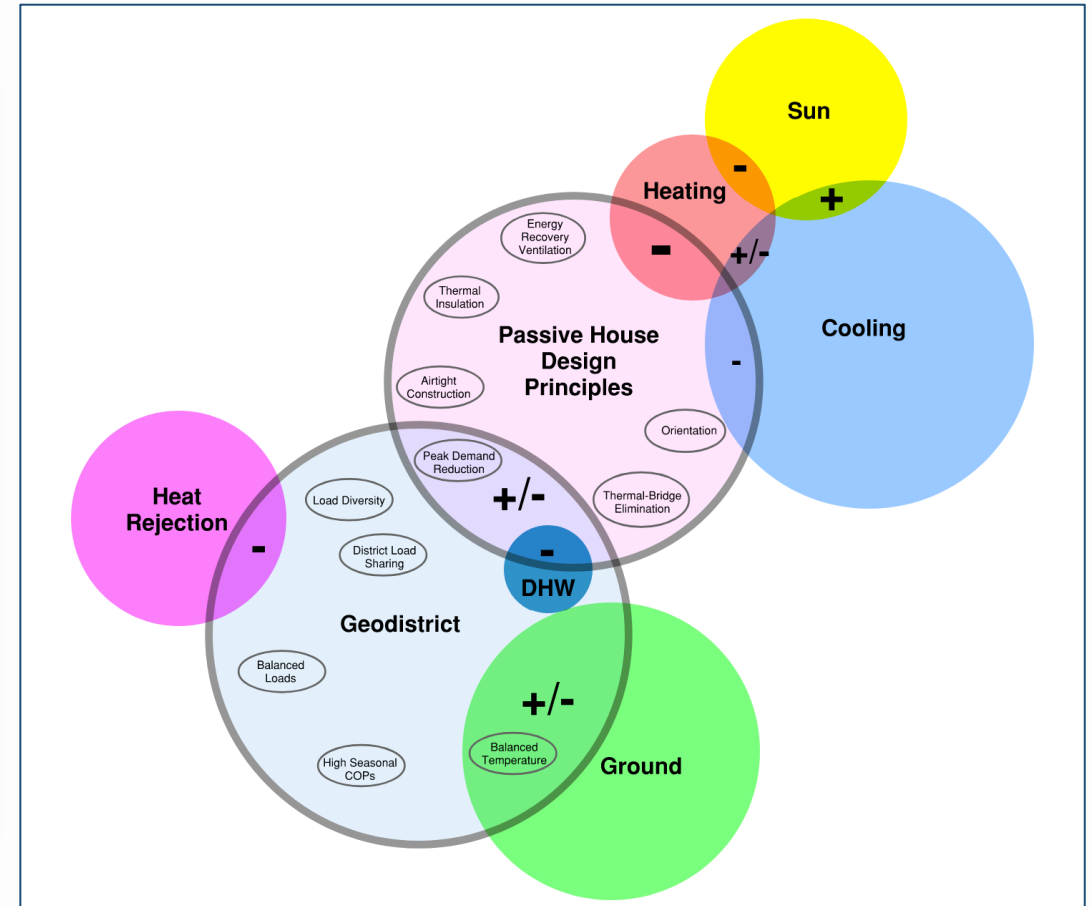 Sun
-
Heating
+
-
+/-
Energy
Recovery
Ventilation
Thermal
Insulation
Passive House
Design
Principles
Cooling
-
Airtight
Construction
Orientation
Peak Demand
Reduction
+/-
Thermal-Bridge
Elimination
Heat
Rejection
-
Load Diversity
District Load
Sharing
-
DHW
Geodistrict
Balanced
Loads
+/-
High Seasonal
COPs
Balanced
Temperature
Ground